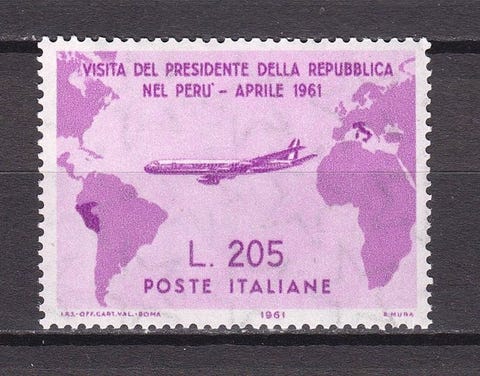 VISITA DEL PRESIDENTE DELLA REPUBBLICA
NEL PERU' - APRILE 1961
L. 205
POSTE ITALIANE
I.P.S.-OFF.CART.VAL.-ROMA 1961 B.MURA